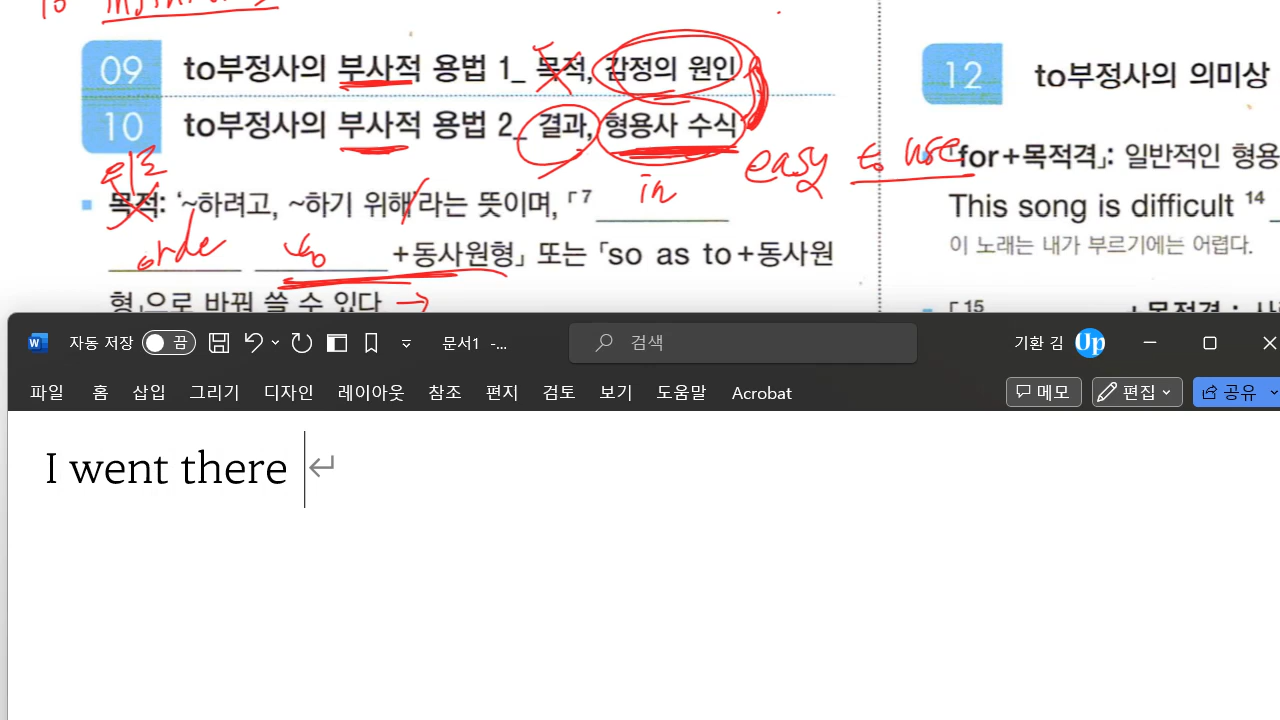 09 to부정사의 부사적 용법 1_ 목적, 감정의 원인
10 to부정사의 부사적 용법 2_ 결과, 형용사 수식
easy to use
목적: '~하려고, ~하기 위해'라는 뜻이며, 「7 in
orde to +동사원형」 또는 「so as to+동사원
형」으로 바꿔 쓸 수 있다
12 to부정사의 의미상
「for+목적격」: 일반적인 형용
This song is difficult 14
이 노래는 내가 부르기에는 어렵다.
「15 +목적격
자동 저장 끔 문서1 -... 검색 기환 김 Up
파일 홈 삽입 그리기 디자인 레이아웃 참조 편지 검토 보기 도움말 Acrobat 메모 편집 공유
I went there